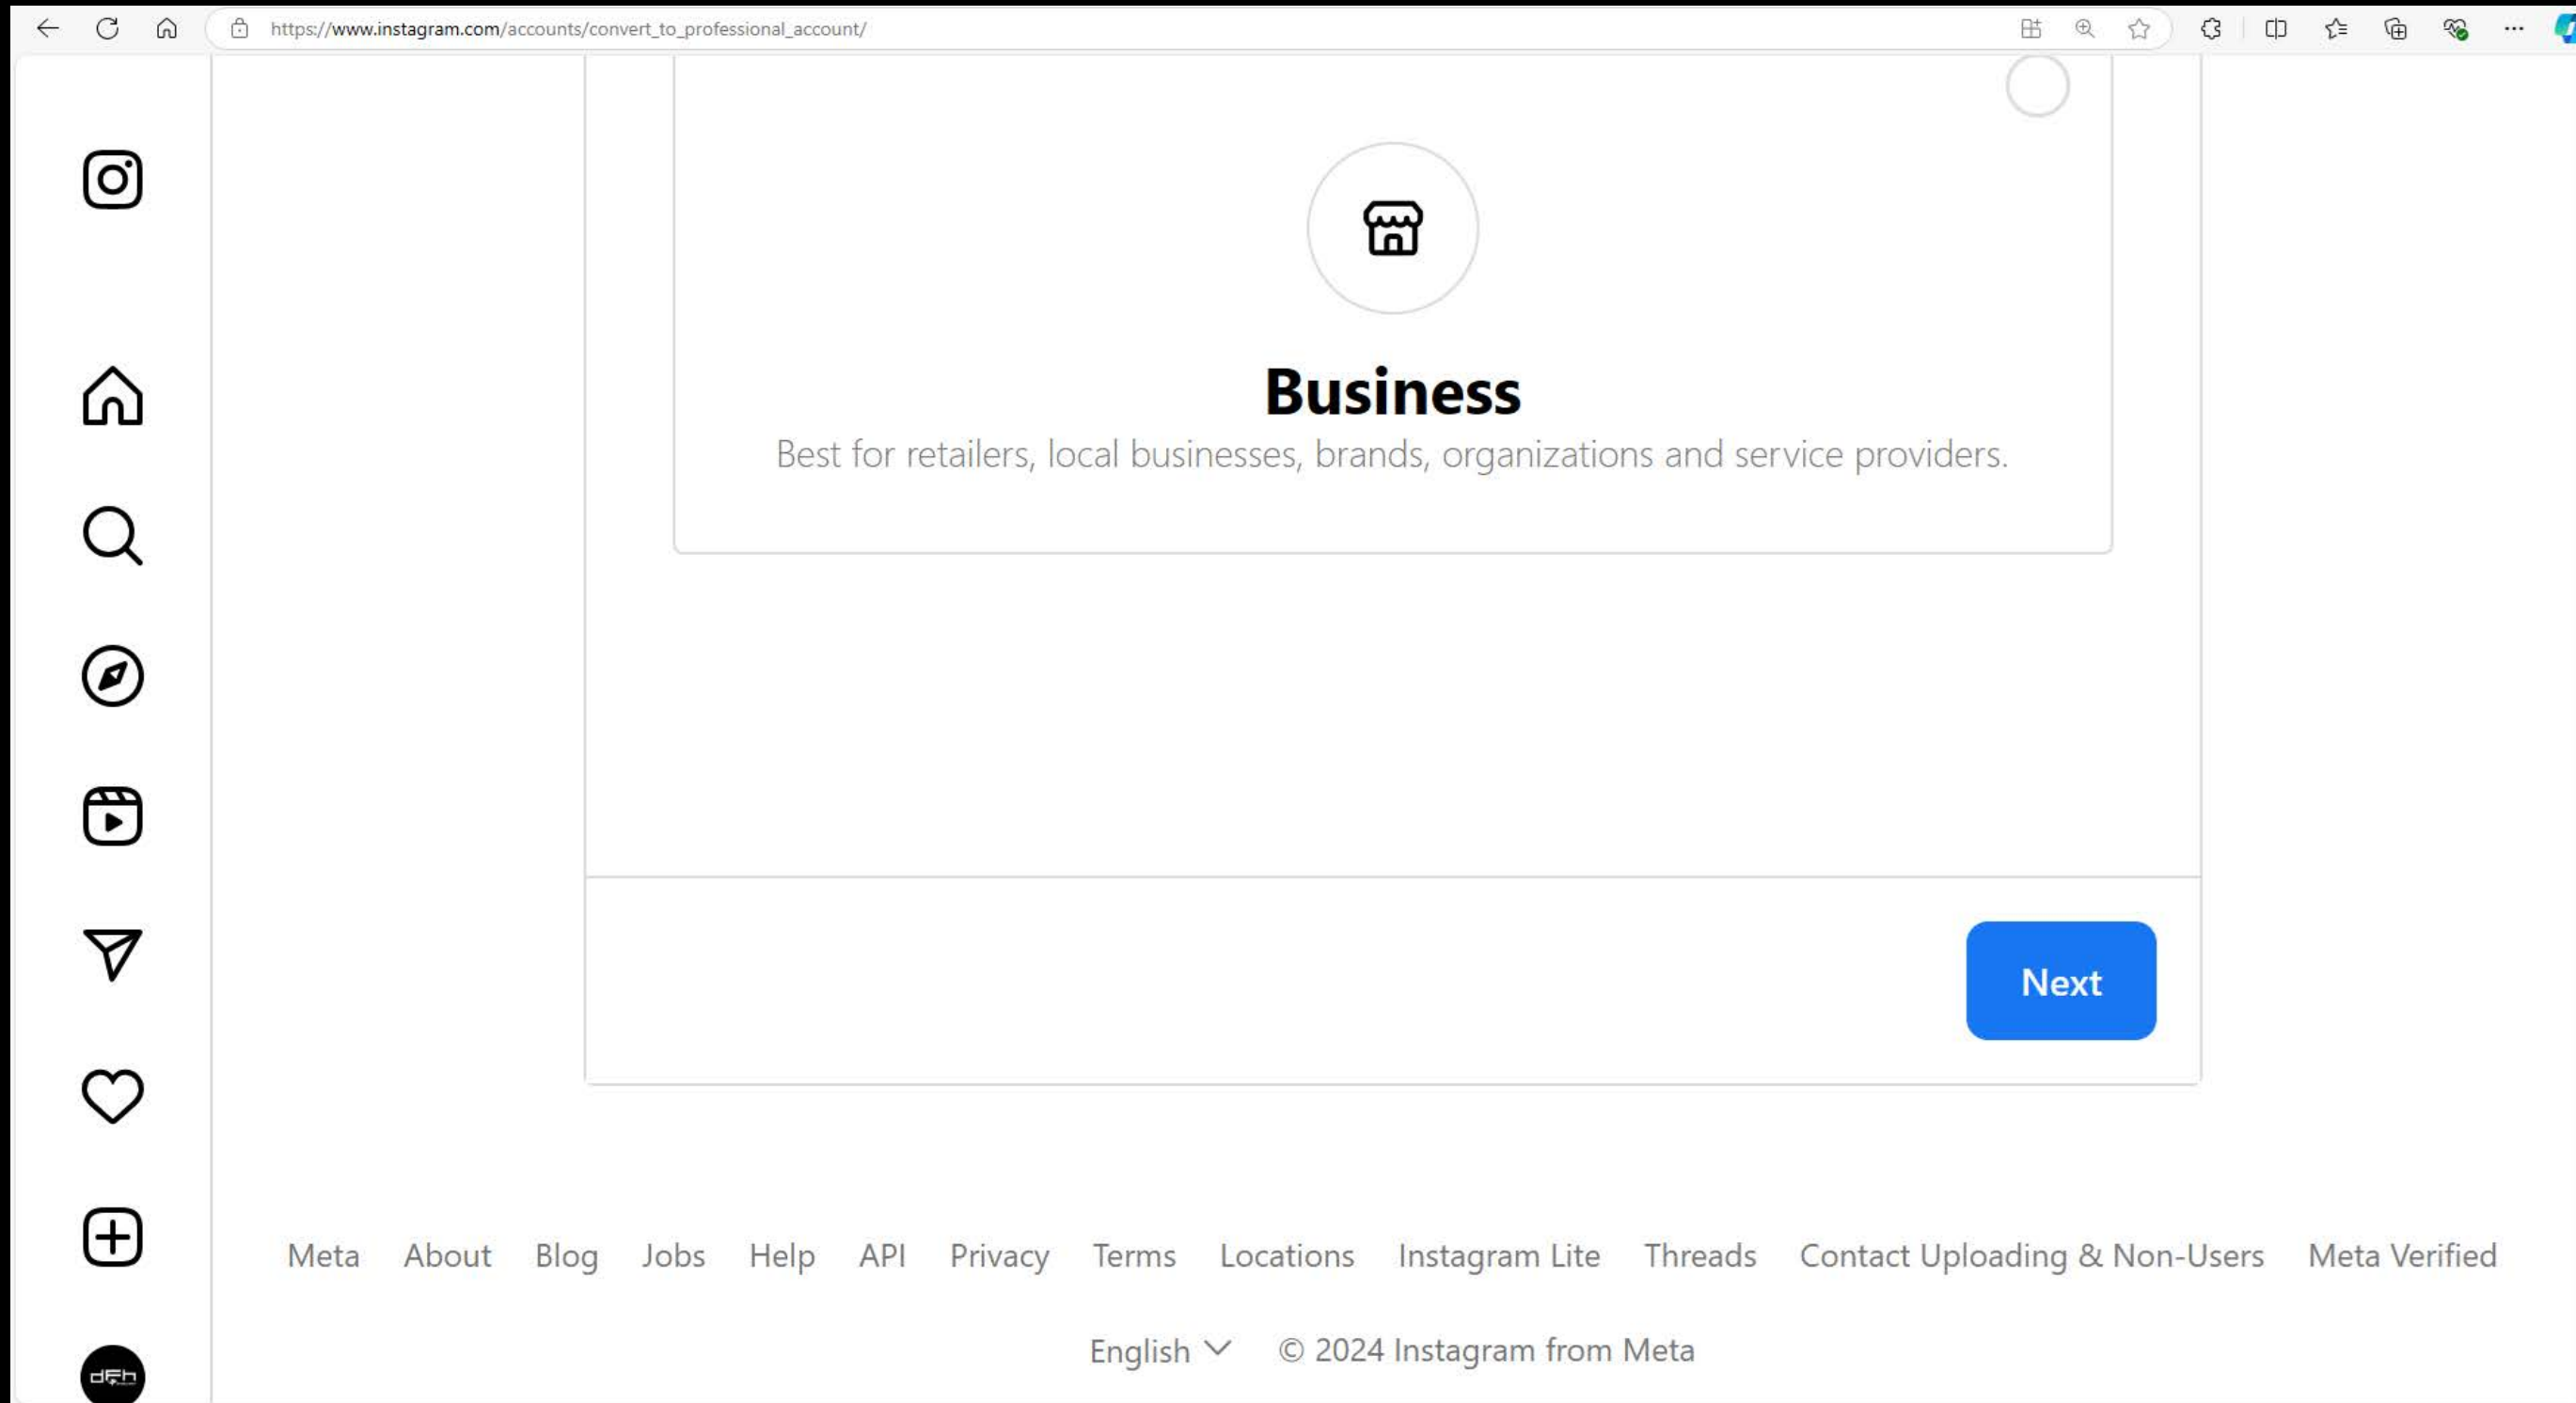 https://www.instagram.com/accounts/convert_to_professional_account/
Business
Best for retailers, local businesses, brands, organizations and service providers.
Next
Meta About Blog Jobs Help API Privacy Terms Locations Instagram Lite Threads Contact Uploading & Non-Users Meta Verified
English © 2024 Instagram from Meta